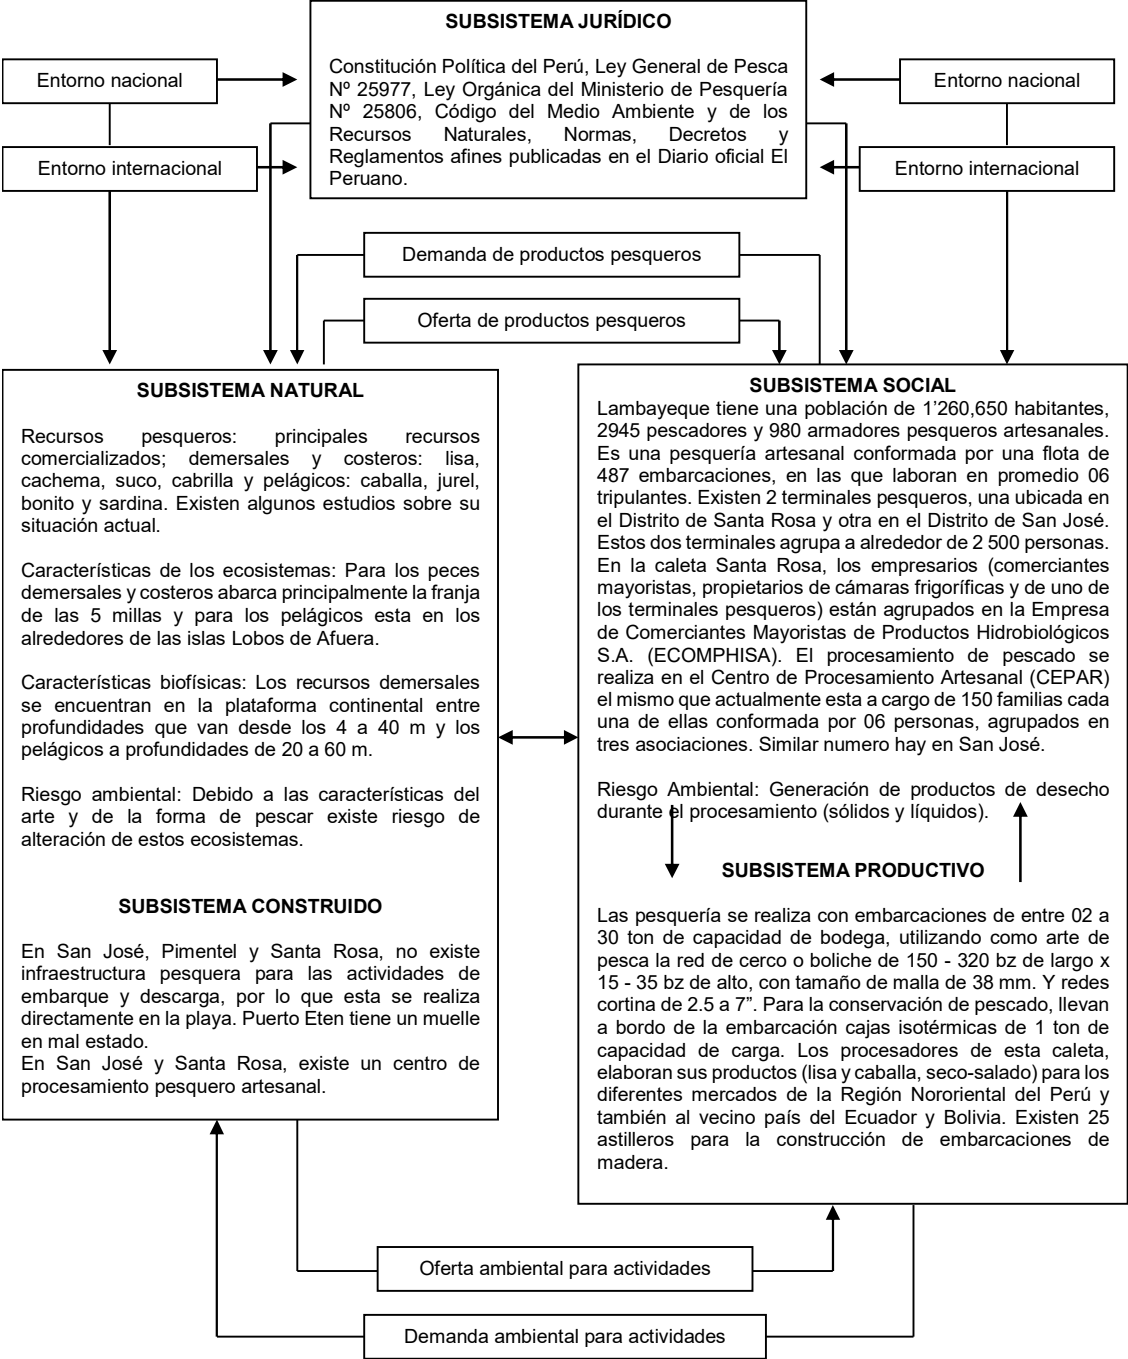 SUBSISTEMA JURÍDICO
Constitución Política del Perú, Ley General de Pesca
Nº 25977, Ley Orgánica del Ministerio de Pesquería
Nº 25806, Código del Medio Ambiente y de los
Recursos Naturales, Normas, Decretos y
Reglamentos afines publicadas en el Diario oficial El
Peruano.
Entorno nacional
Entorno internacional
Entorno nacional
Entorno internacional
Demanda de productos pesqueros
Oferta de productos pesqueros
SUBSISTEMA NATURAL
Recursos pesqueros: principales recursos
comercializados; demersales y costeros: lisa,
cachema, suco, cabrilla y pelágicos: caballa, jurel,
bonito y sardina. Existen algunos estudios sobre su
situación actual.
Características de los ecosistemas: Para los peces
demersales y costeros abarca principalmente la franja
de las 5 millas y para los pelágicos esta en los
alrededores de las islas Lobos de Afuera.
Características biofísicas: Los recursos demersales
se encuentran en la plataforma continental entre
profundidades que van desde los 4 a 40 m y los
pelágicos a profundidades de 20 a 60 m.
Riesgo ambiental: Debido a las características del
arte y de la forma de pescar existe riesgo de
alteración de estos ecosistemas.
SUBSISTEMA CONSTRUIDO
En San José, Pimentel y Santa Rosa, no existe
infraestructura pesquera para las actividades de
embarque y descarga, por lo que esta se realiza
directamente en la playa. Puerto Eten tiene un muelle
en mal estado.
En San José y Santa Rosa, existe un centro de
procesamiento pesquero artesanal.
SUBSISTEMA SOCIAL
Lambayeque tiene una población de 1’260,650 habitantes,
2945 pescadores y 980 armadores pesqueros artesanales.
Es una pesquería artesanal conformada por una flota de
487 embarcaciones, en las que laboran en promedio 06
tripulantes. Existen 2 terminales pesqueros, una ubicada en
el Distrito de Santa Rosa y otra en el Distrito de San José.
Estos dos terminales agrupa a alrededor de 2 500 personas.
En la caleta Santa Rosa, los empresarios (comerciantes
mayoristas, propietarios de cámaras frigoríficas y de uno de
los terminales pesqueros) están agrupados en la Empresa
de Comerciantes Mayoristas de Productos Hidrobiológicos
S.A. (ECOMPHISA). El procesamiento de pescado se
realiza en el Centro de Procesamiento Artesanal (CEPAR)
el mismo que actualmente esta a cargo de 150 familias cada
una de ellas conformada por 06 personas, agrupados en
tres asociaciones. Similar numero hay en San José.
Riesgo Ambiental: Generación de productos de desecho
durante el procesamiento (sólidos y líquidos).
SUBSISTEMA PRODUCTIVO
Las pesquería se realiza con embarcaciones de entre 02 a
30 ton de capacidad de bodega, utilizando como arte de
pesca la red de cerco o boliche de 150 - 320 bz de largo x
15 - 35 bz de alto, con tamaño de malla de 38 mm. Y redes
cortina de 2.5 a 7”. Para la conservación de pescado, llevan
a bordo de la embarcación cajas isotérmicas de 1 ton de
capacidad de carga. Los procesadores de esta caleta,
elaboran sus productos (lisa y caballa, seco-salado) para los
diferentes mercados de la Región Nororiental del Perú y
también al vecino país del Ecuador y Bolivia. Existen 25
astilleros para la construcción de embarcaciones de
madera.
Oferta ambiental para actividades
Demanda ambiental para actividades